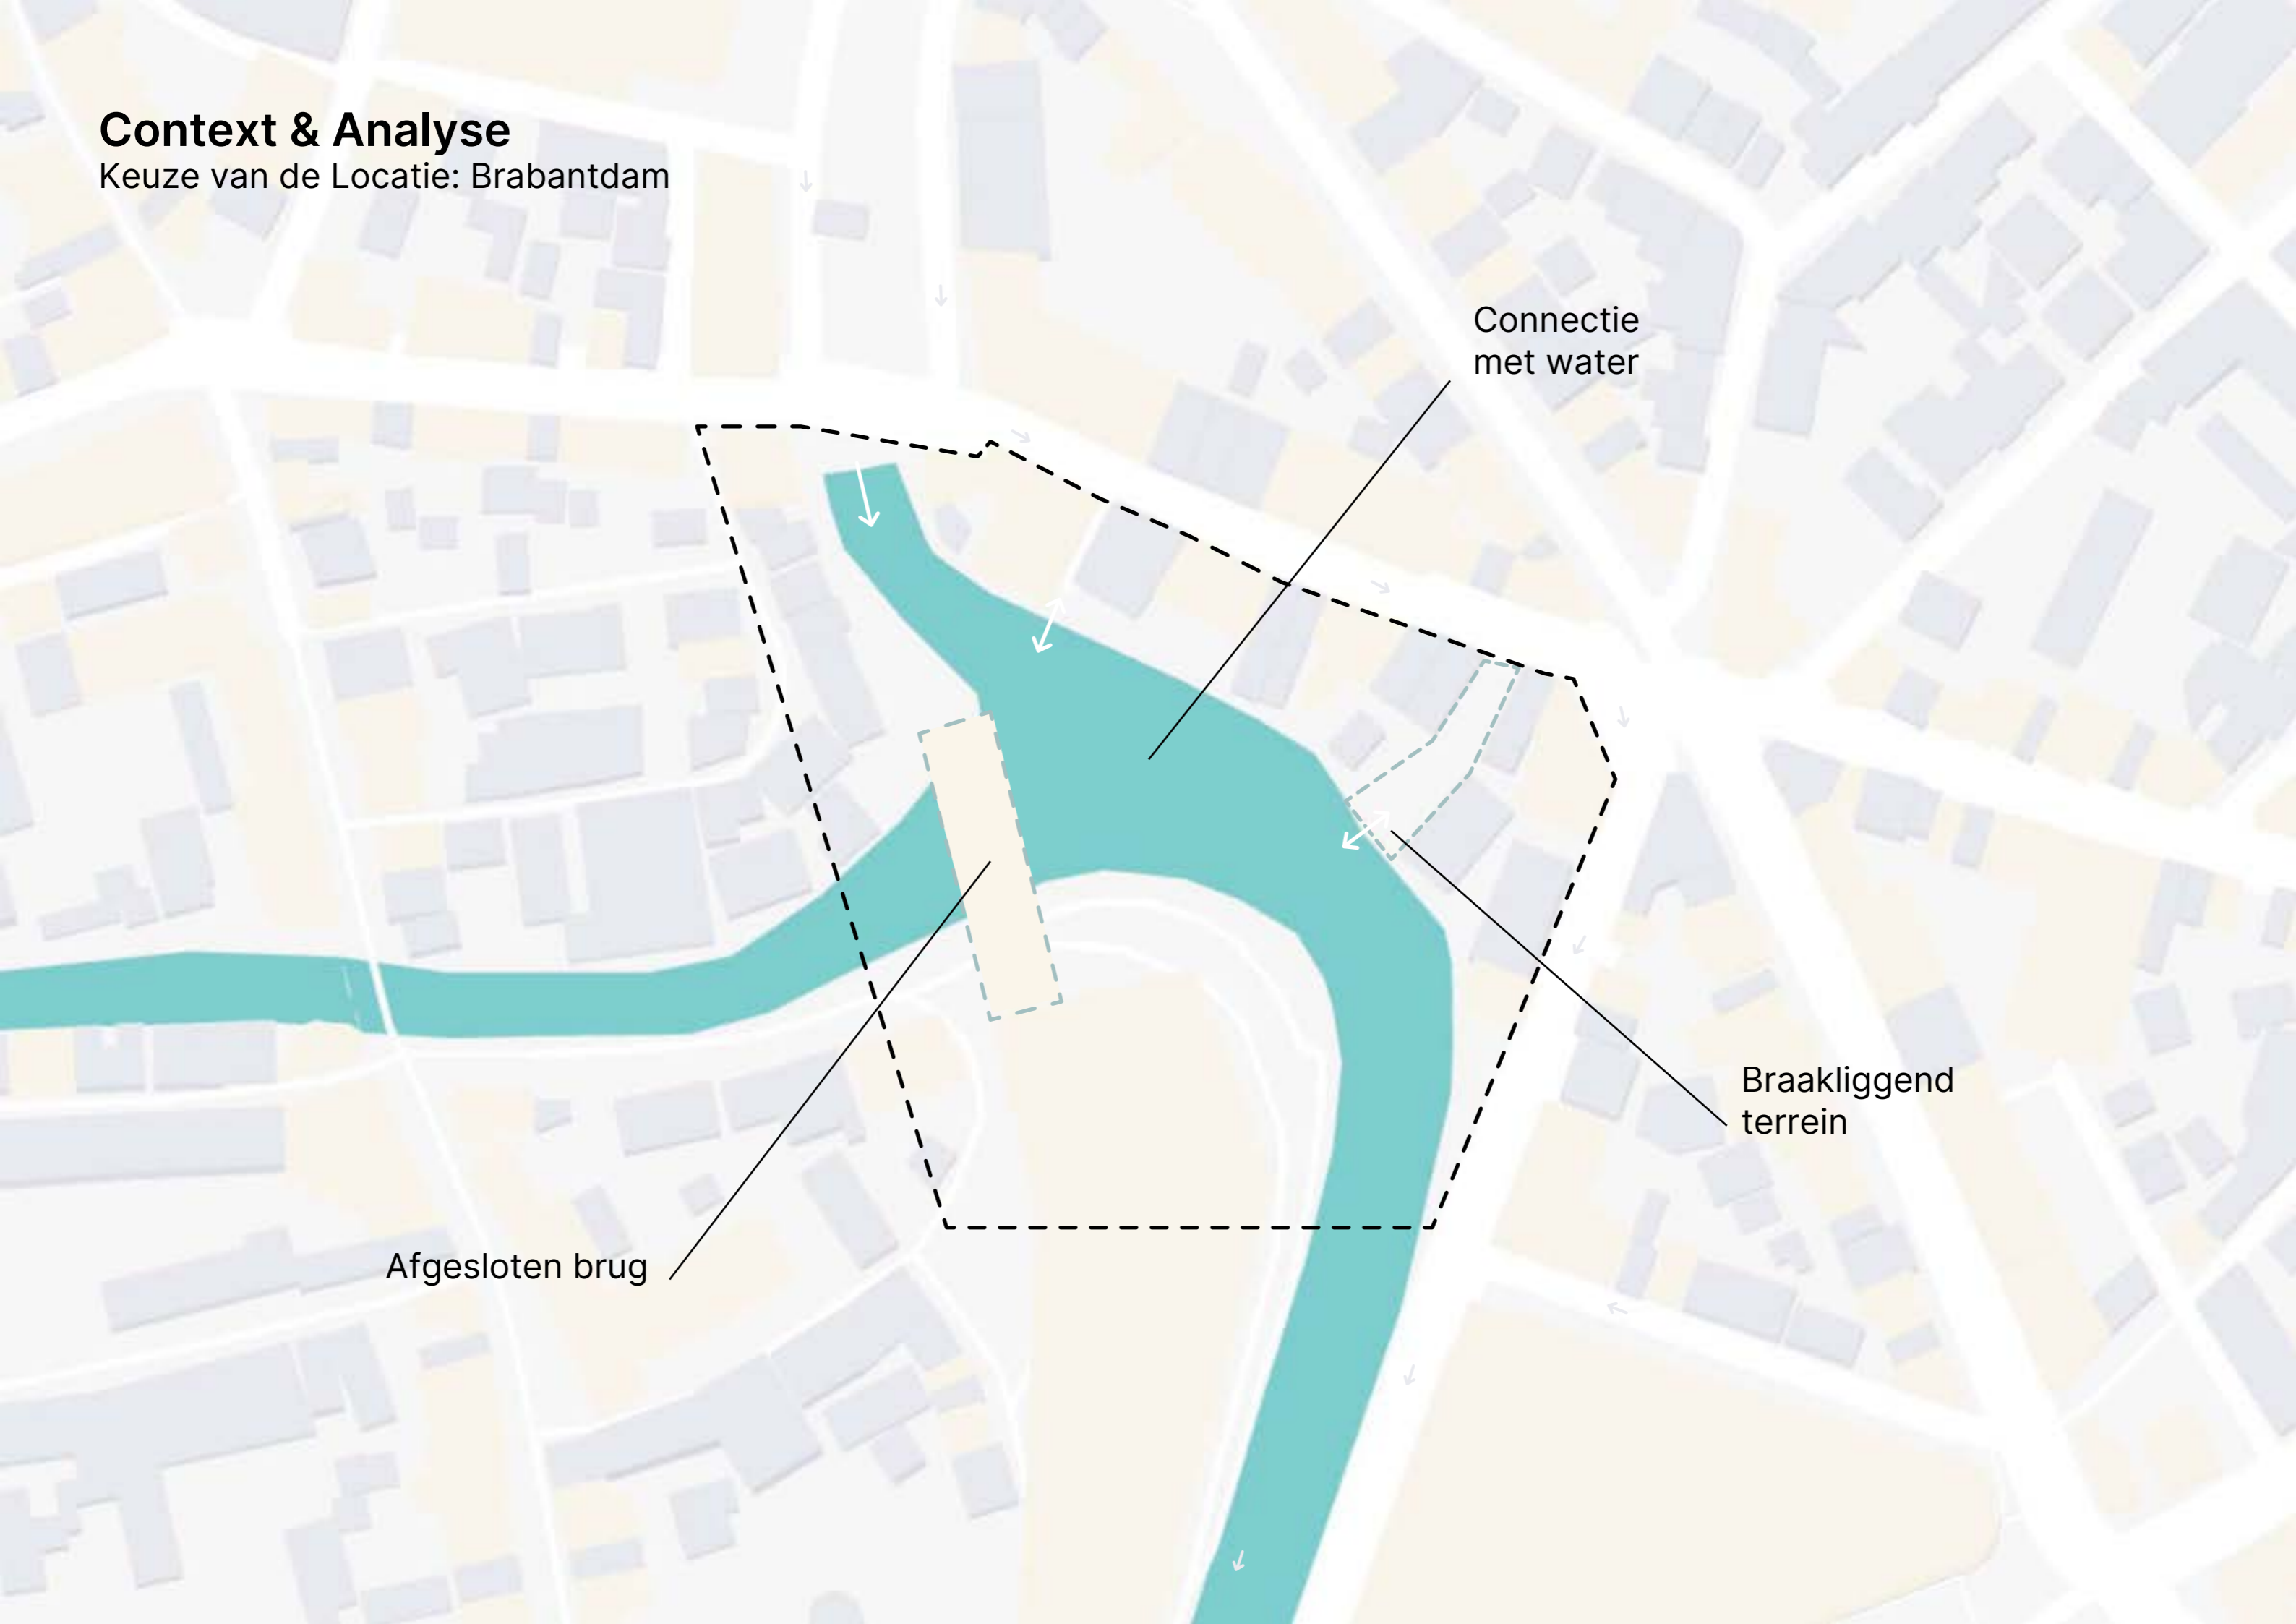 Context & Analyse
Keuze van de Locatie: Brabantdam
Connectie
met water
Braakliggend
terrein
Afgesloten brug